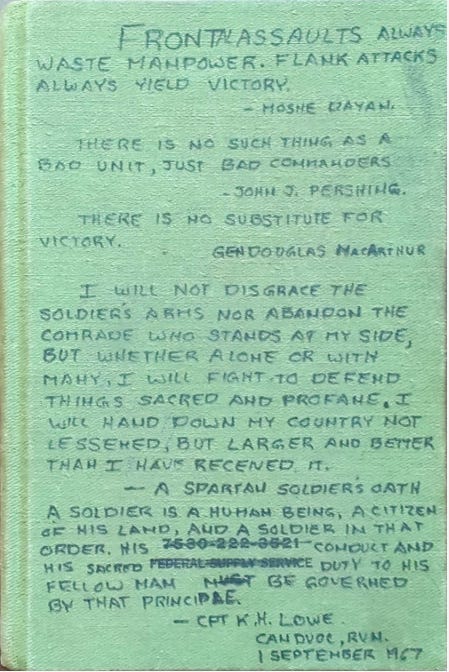 FRONTAL ASSAULTS ALWAYS
WASTE MANPOWER. FLANK ATTACKS
ALWAYS YIELD VICTORY.
- MOSHE DAYAN.
THERE IS NO SUCH THING AS A
BAD UNIT, JUST BAD COMMANDERS
- JOHN J. PERSHING.
THERE IS NO SUBSTITUTE FOR
VICTORY.
GEN DOUGLAS MACARTHUR
I WILL NOT DISGRACE THE
SOLDIER'S ARMS NOR ABANDON THE
COMRADE WHO STANDS AT MY SIDE,
BUT WHETHER ALONE OR WITH
MANY, I WILL FIGHT TO DEFEND
THINGS SACRED AND PROFANE. I
WILL HAND DOWN MY COUNTRY NOT
LESSENED, BUT LARGER AND BETTER
THAN I HAVE RECEIVED IT.
- A SPARTAN SOLDIER'S OATH
A SOLDIER IS A HUMAN BEING, A CITIZEN
OF HIS LAND, AND A SOLDIER IN THAT
ORDER. HIS 7530-222-3521 CONDUCT AND
HIS SACRED FEDERAL SUPPLY SERVICE DUTY TO HIS
FELLOW MAN MUST BE GOVERNED
BY THAT PRINCIPLE.
- CPT K.H. LOWE.
CAN DUOC, RVN.
1 SEPTEMBER 1967